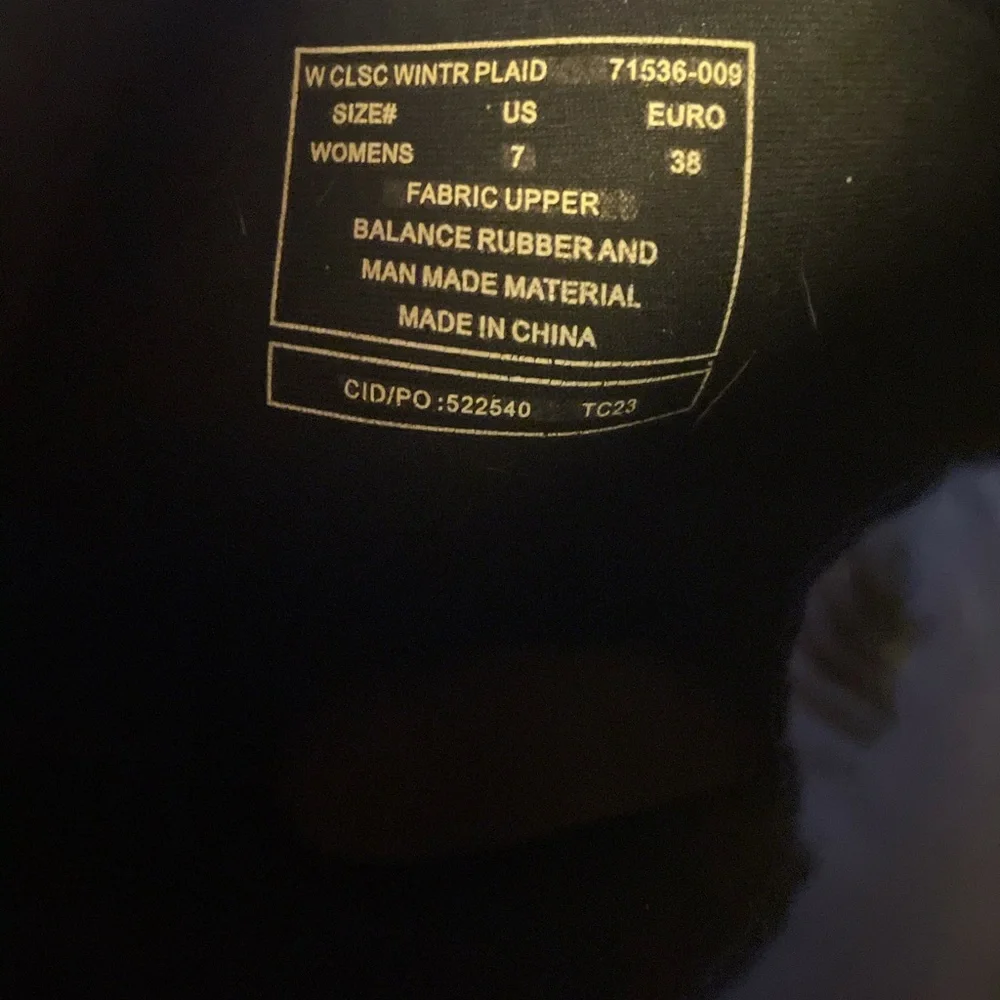 W CLSC WINTR PLAID 71536-009
SIZE# US EURO
WOMENS 7 38
FABRIC UPPER
BALANCE RUBBER AND
MAN MADE MATERIAL
MADE IN CHINA
CID/PO:522540 TC23